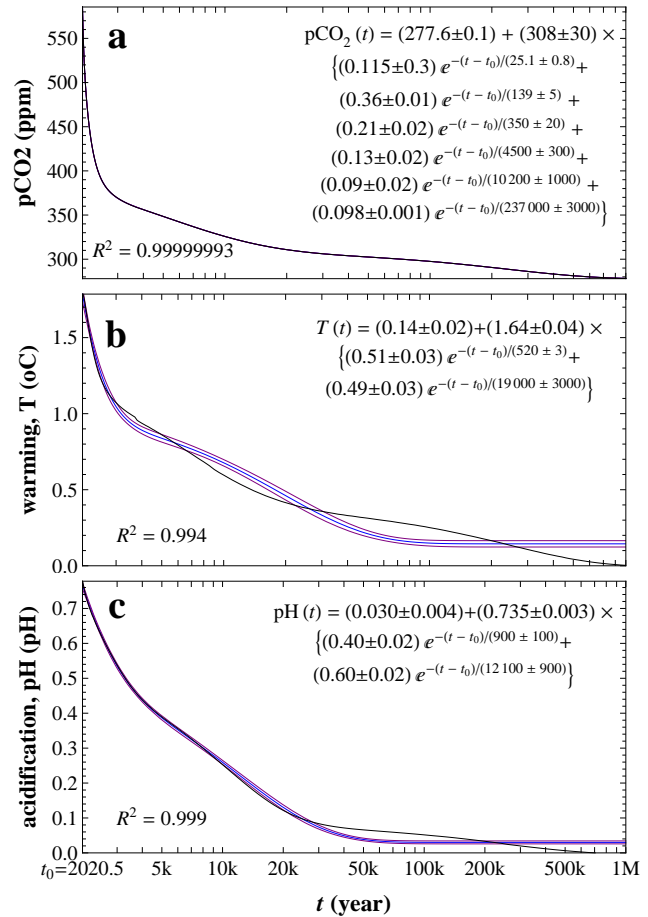 a
pCO₂ (t) = (277.6±0.1) + (308±30) ×
{(0.115±0.3) e^−(t − t₀)/(25.1 ± 0.8)+
(0.36±0.01) e^−(t − t₀)/(139 ± 5) +
(0.21±0.02) e^−(t − t₀)/(350 ± 20) +
(0.13±0.02) e^−(t − t₀)/(4500 ± 300)+
(0.09±0.02) e^−(t − t₀)/(10 200 ± 1000) +
(0.098±0.001) e^−(t − t₀)/(237 000 ± 3000)}
R² = 0.99999993
pCO2 (ppm)
550
500
450
400
350
300
b
T (t) = (0.14±0.02)+(1.64±0.04) ×
{(0.51±0.03) e^−(t − t₀)/(520 ± 3)+
(0.49±0.03) e^−(t − t₀)/(19 000 ± 3000)}
R² = 0.994
warming, T (oC)
1.5
1.0
0.5
0.0
c
pH (t) = (0.030±0.004)+(0.735±0.003) ×
{(0.40±0.02) e^−(t − t₀)/(900 ± 100)+
(0.60±0.02) e^−(t − t₀)/(12 100 ± 900)}
R² = 0.999
acidification, pH (pH)
0.7
0.6
0.5
0.4
0.3
0.2
0.1
0.0
t₀=2020.5 5k 10k 20k 50k 100k 200k 500k 1M
t (year)